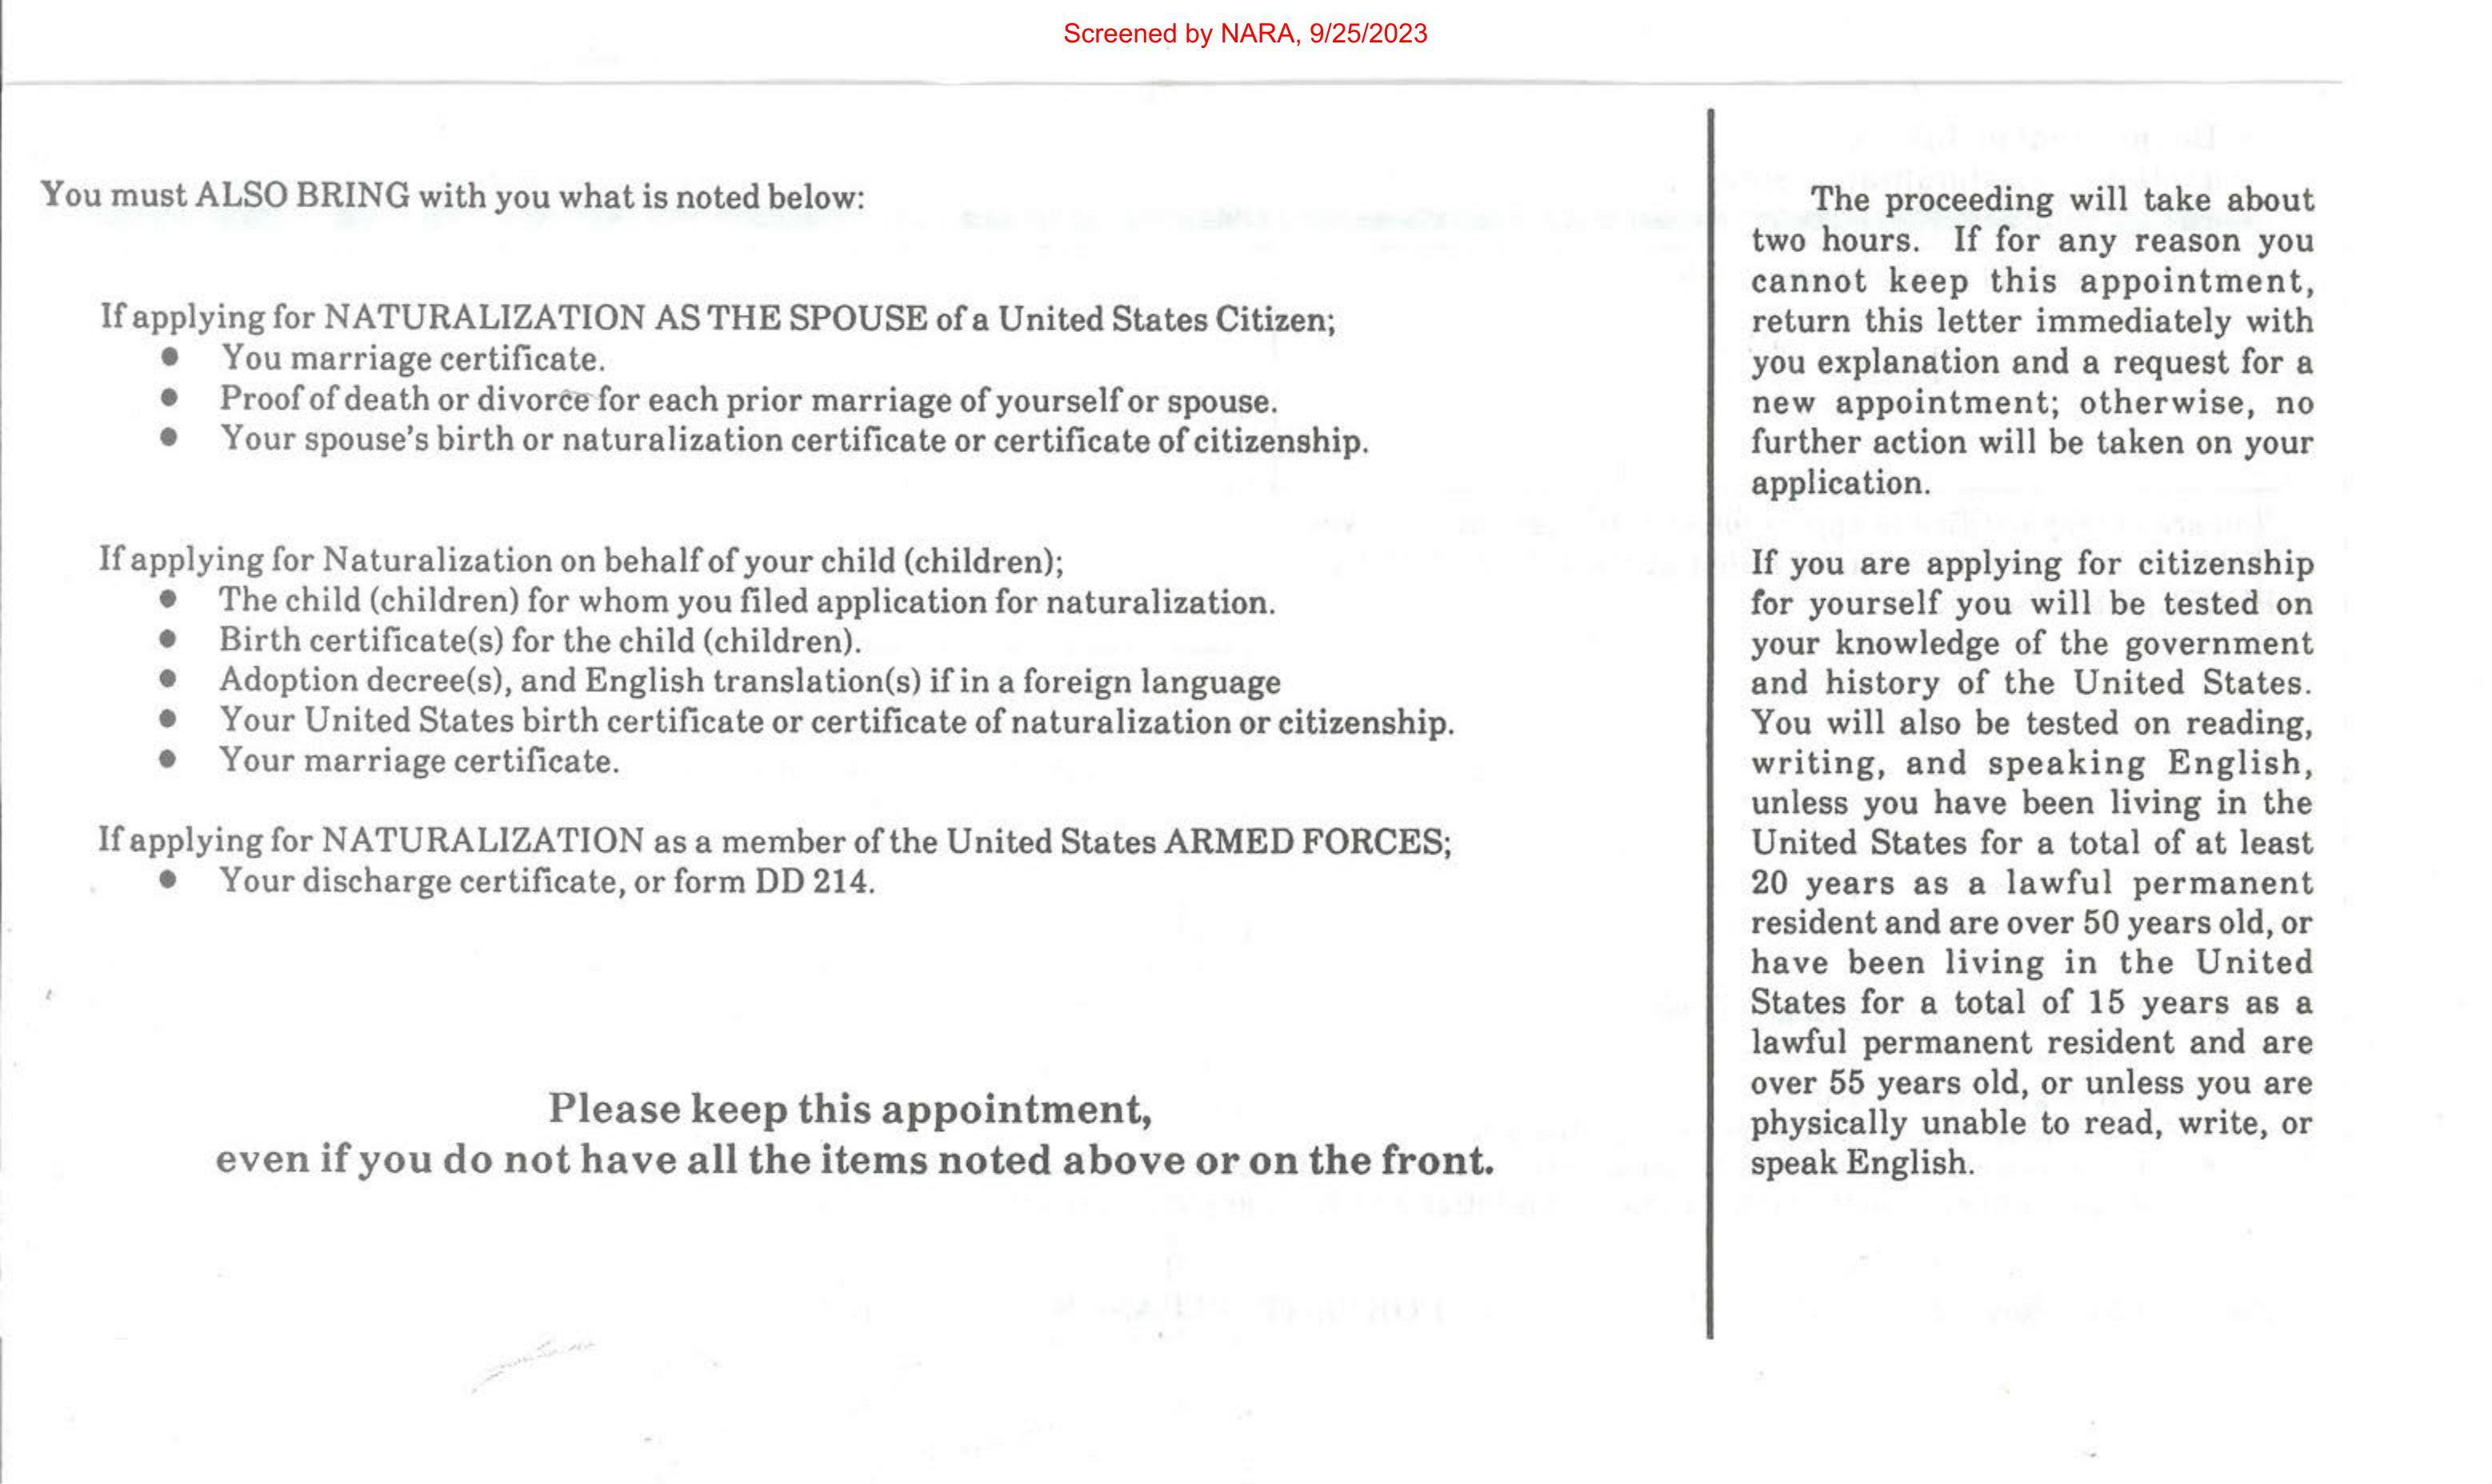 Screened by NARA, 9/25/2023
You must ALSO BRING with you what is noted below:
If applying for NATURALIZATION AS THE SPOUSE of a United States Citizen;
● You marriage certificate.
● Proof of death or divorce for each prior marriage of yourself or spouse.
● Your spouse's birth or naturalization certificate or certificate of citizenship.
If applying for Naturalization on behalf of your child (children);
● The child (children) for whom you filed application for naturalization.
● Birth certificate(s) for the child (children).
● Adoption decree(s), and English translation(s) if in a foreign language
● Your United States birth certificate or certificate of naturalization or citizenship.
● Your marriage certificate.
If applying for NATURALIZATION as a member of the United States ARMED FORCES;
● Your discharge certificate, or form DD 214.
Please keep this appointment,
even if you do not have all the items noted above or on the front.
The proceeding will take about
two hours. If for any reason you
cannot keep this appointment,
return this letter immediately with
you explanation and a request for a
new appointment; otherwise, no
further action will be taken on your
application.
If you are applying for citizenship
for yourself you will be tested on
your knowledge of the government
and history of the United States.
You will also be tested on reading,
writing, and speaking English,
unless you have been living in the
United States for a total of at least
20 years as a lawful permanent
resident and are over 50 years old, or
have been living in the United
States for a total of 15 years as a
lawful permanent resident and are
over 55 years old, or unless you are
physically unable to read, write, or
speak English.